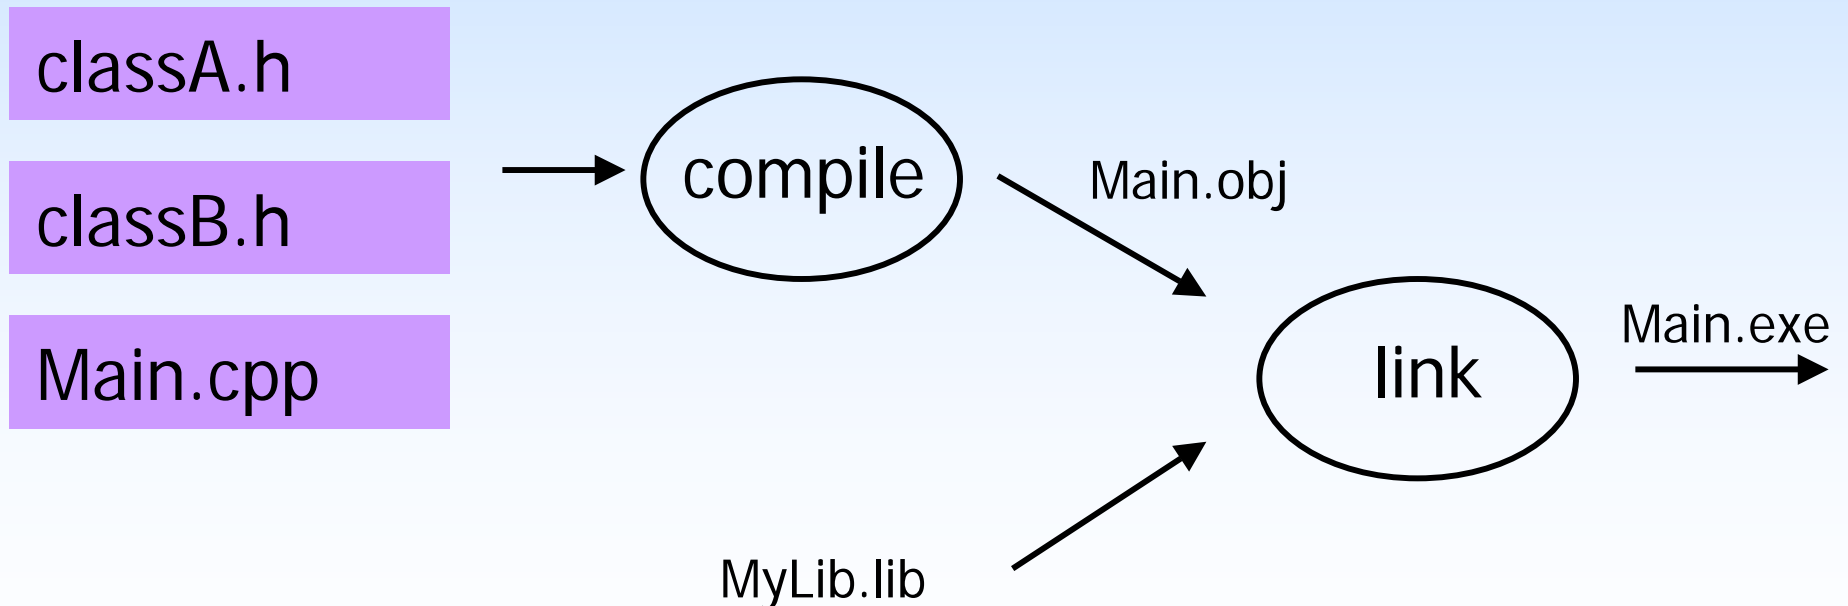 classA.h
classB.h
Main.cpp
compile
Main.obj
MyLib.lib
link
Main.exe